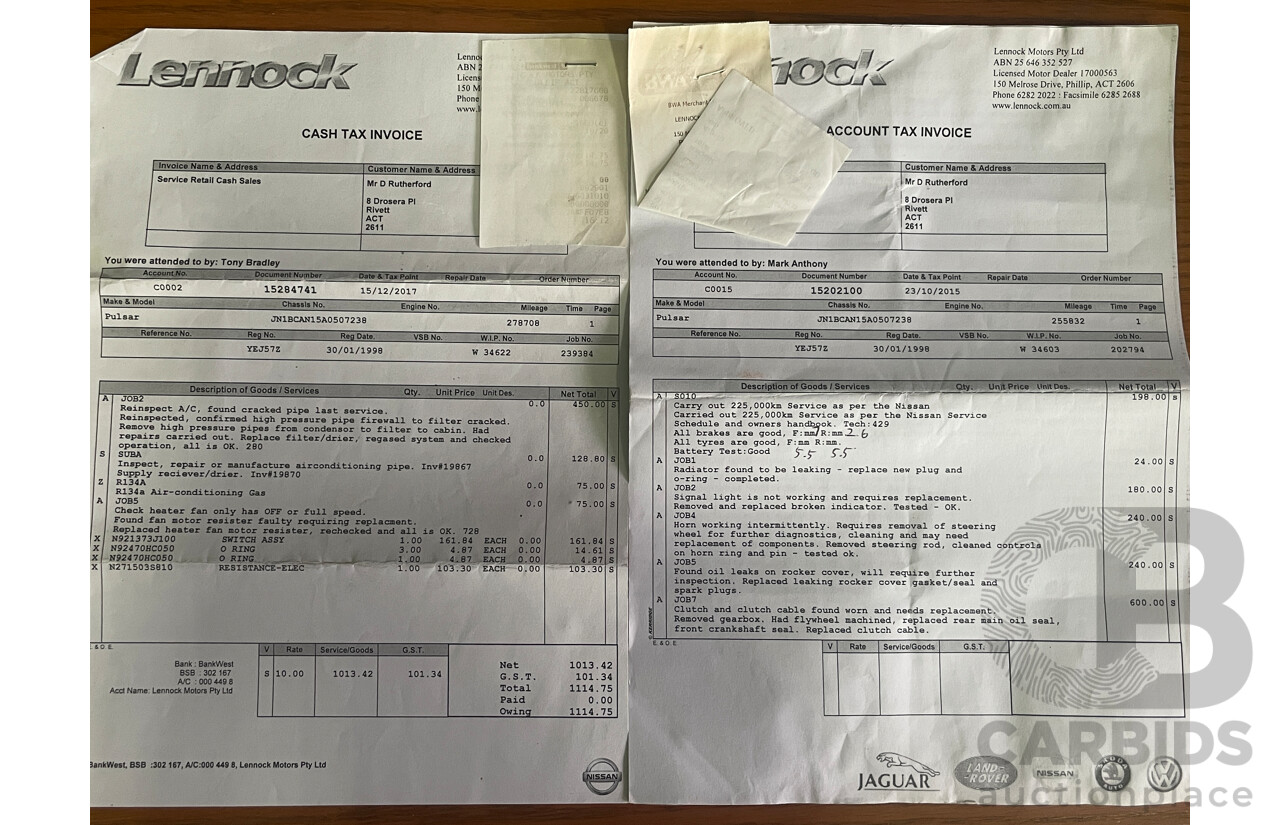 Lennock
Lenno
ABN 2
Licens
150 M
Phone
www.l
CASH TAX INVOICE
Invoice Name & Address
Customer Name & Address
Service Retail Cash Sales
Mr D Rutherford
8 Drosera Pl
Rivett
ACT
2611
You were attended to by: Tony Bradley
Account No. Document Number Date & Tax Point Repair Date Order Number
C0002 15284741 15/12/2017
Make & Model Chassis No. Engine No. Mileage Time Page
Pulsar JN1BCAN15A0507238 278708 1
Reference No. Reg No. Reg Date. VSB No. W.I.P. No. Job No.
YEJ57Z 30/01/1998 W 34622 239384
Description of Goods / Services Qty. Unit Price Unit Des. Net Total V
A JOB2 0.0 450.00 S
Reinspect A/C, found cracked pipe last service.
Reinspected, confirmed high pressure pipe firewall to filter cracked.
Remove high pressure pipes from condensor to filter to cabin. Had
repairs carried out. Replace filter/drier, regased system and checked
operation, all is OK. 280
S SUBA 0.0 128.80 S
Inspect, repair or manufacture airconditioning pipe. Inv#19867
Supply reciever/drier. Inv#19870
Z R134A 0.0 75.00 S
R134a Air-conditioning Gas
A JOB5 0.0 75.00 S
Check heater fan only has OFF or full speed.
Found fan motor resister faulty requiring replacment.
Replaced heater fan motor resister, rechecked and all is OK. 728
X N921373J100 SWITCH ASSY 1.00 161.84 EACH 0.00 161.84 S
X N92470HC050 O RING 3.00 4.87 EACH 0.00 14.61 S
X N92470HC050 O RING 1.00 4.87 EACH 0.00 4.87 S
X N271503S810 RESISTANCE-ELEC 1.00 103.30 EACH 0.00 103.30 S
E. & O. E.
V Rate Service/Goods G.S.T.
S 10.00 1013.42 101.34
Bank : BankWest
BSB : 302 167
A/C : 000 449 8
Acct Name: Lennock Motors Pty Ltd
Net 1013.42
G.S.T. 101.34
Total 1114.75
Paid 0.00
Owing 1114.75
BankWest, BSB :302 167, A/C:000 449 8, Lennock Motors Pty Ltd
NISSAN
nock
Lennock Motors Pty Ltd
ABN 25 646 352 527
Licensed Motor Dealer 17000563
150 Melrose Drive, Phillip, ACT 2606
Phone 6282 2022 : Facsimile 6285 2688
www.lennock.com.au
BWA Merchan
LENNOCK
150
ACCOUNT TAX INVOICE
Customer Name & Address
Mr D Rutherford
8 Drosera Pl
Rivett
ACT
2611
You were attended to by: Mark Anthony
Account No. Document Number Date & Tax Point Repair Date Order Number
C0015 15202100 23/10/2015
Make & Model Chassis No. Engine No. Mileage Time Page
Pulsar JN1BCAN15A0507238 255832 1
Reference No. Reg No. Reg Date. VSB No. W.I.P. No. Job No.
YEJ57Z 30/01/1998 W 34603 202794
Description of Goods / Services Qty. Unit Price Unit Des. Net Total V
A S010 198.00 S
Carry out 225,000km Service as per the Nissan
Carried out 225,000km Service as per the Nissan Service
Schedule and owners handbook. Tech:429
All brakes are good, F:mm R:mm 2.6
All tyres are good, F:mm R:mm.
Battery Test:Good 5.5 5.5
A JOB1 24.00 S
Radiator found to be leaking - replace new plug and
o-ring - completed.
A JOB2 180.00 S
Signal light is not working and requires replacement.
Removed and replaced broken indicator. Tested - OK.
A JOB4 240.00 S
Horn working intermittently. Requires removal of steering
wheel for further diagnostics, cleaning and may need
replacement of components. Removed steering rod, cleaned controls
on horn ring and pin - tested ok.
A JOB5 240.00 S
Found oil leaks on rocker cover, will require further
inspection. Replaced leaking rocker cover gasket/seal and
spark plugs.
A JOB7 600.00 S
Clutch and clutch cable found worn and needs replacement.
Removed gearbox. Had flywheel machined, replaced rear main oil seal,
front crankshaft seal. Replaced clutch cable.
E. & O. E.
V Rate Service/Goods G.S.T.
JAGUAR
LAND-ROVER
NISSAN
SKODA AUTO
CARBIDS
auctionplace